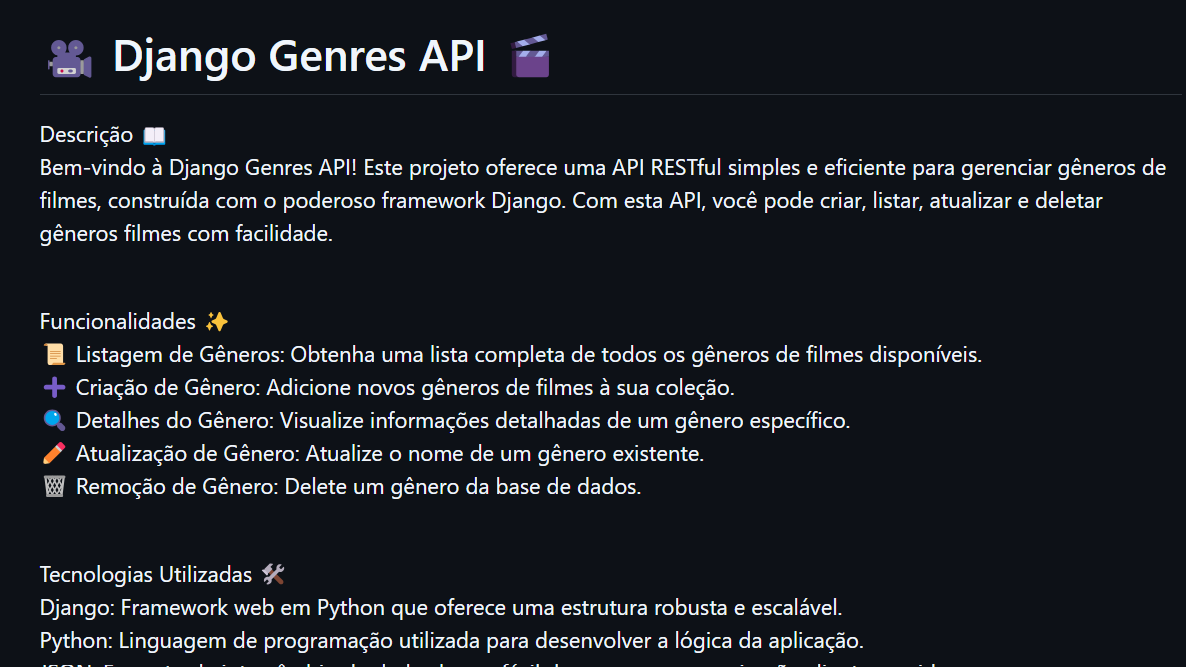 Django Genres API
Descrição
Bem-vindo à Django Genres API! Este projeto oferece uma API RESTful simples e eficiente para gerenciar gêneros de
filmes, construída com o poderoso framework Django. Com esta API, você pode criar, listar, atualizar e deletar
gêneros filmes com facilidade.
Funcionalidades
Listagem de Gêneros: Obtenha uma lista completa de todos os gêneros de filmes disponíveis.
Criação de Gênero: Adicione novos gêneros de filmes à sua coleção.
Detalhes do Gênero: Visualize informações detalhadas de um gênero específico.
Atualização de Gênero: Atualize o nome de um gênero existente.
Remoção de Gênero: Delete um gênero da base de dados.
Tecnologias Utilizadas
Django: Framework web em Python que oferece uma estrutura robusta e escalável.
Python: Linguagem de programação utilizada para desenvolver a lógica da aplicação.